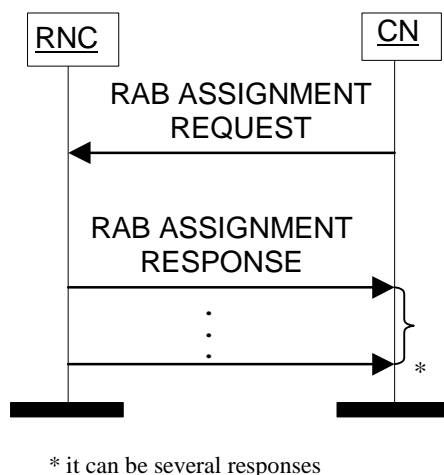 RNC
CN
RAB ASSIGNMENT
REQUEST
RAB ASSIGNMENT
RESPONSE
*
* it can be several responses